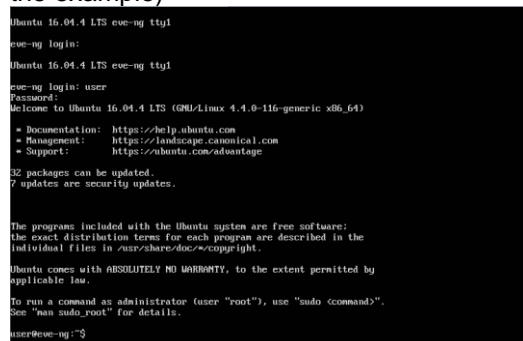 the example)
Ubuntu 16.04.4 LTS eve-ng tty1
eve-ng login:
Ubuntu 16.04.4 LTS eve-ng tty1
eve-ng login: user
Password:
Welcome to Ubuntu 16.04.4 LTS (GNU/Linux 4.4.0-116-generic x86_64)
* Documentation: https://help.ubuntu.com
* Management: https://landscape.canonical.com
* Support: https://ubuntu.com/advantage
32 packages can be updated.
7 updates are security updates.
The programs included with the Ubuntu system are free software;
the exact distribution terms for each program are described in the
individual files in /usr/share/doc/*/copyright.
Ubuntu comes with ABSOLUTELY NO WARRANTY, to the extent permitted by
applicable law.
To run a command as administrator (user "root"), use "sudo <command>".
See "man sudo_root" for details.
user@eve-ng:~$